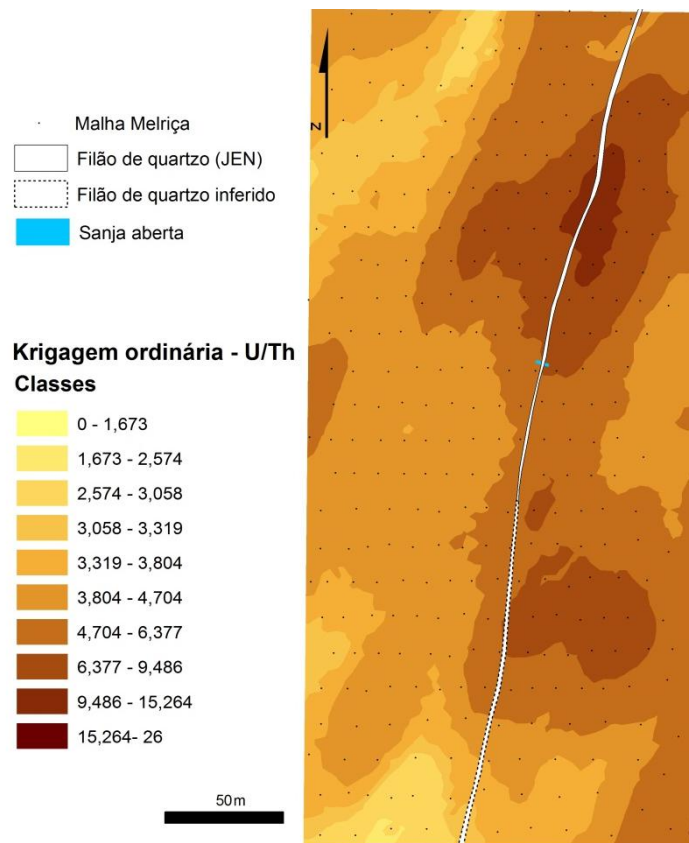 N
Malha Melriça
Filão de quartzo (JEN)
Filão de quartzo inferido
Sanja aberta
Krigagem ordinária - U/Th
Classes
0 - 1,673
1,673 - 2,574
2,574 - 3,058
3,058 - 3,319
3,319 - 3,804
3,804 - 4,704
4,704 - 6,377
6,377 - 9,486
9,486 - 15,264
15,264- 26
50m